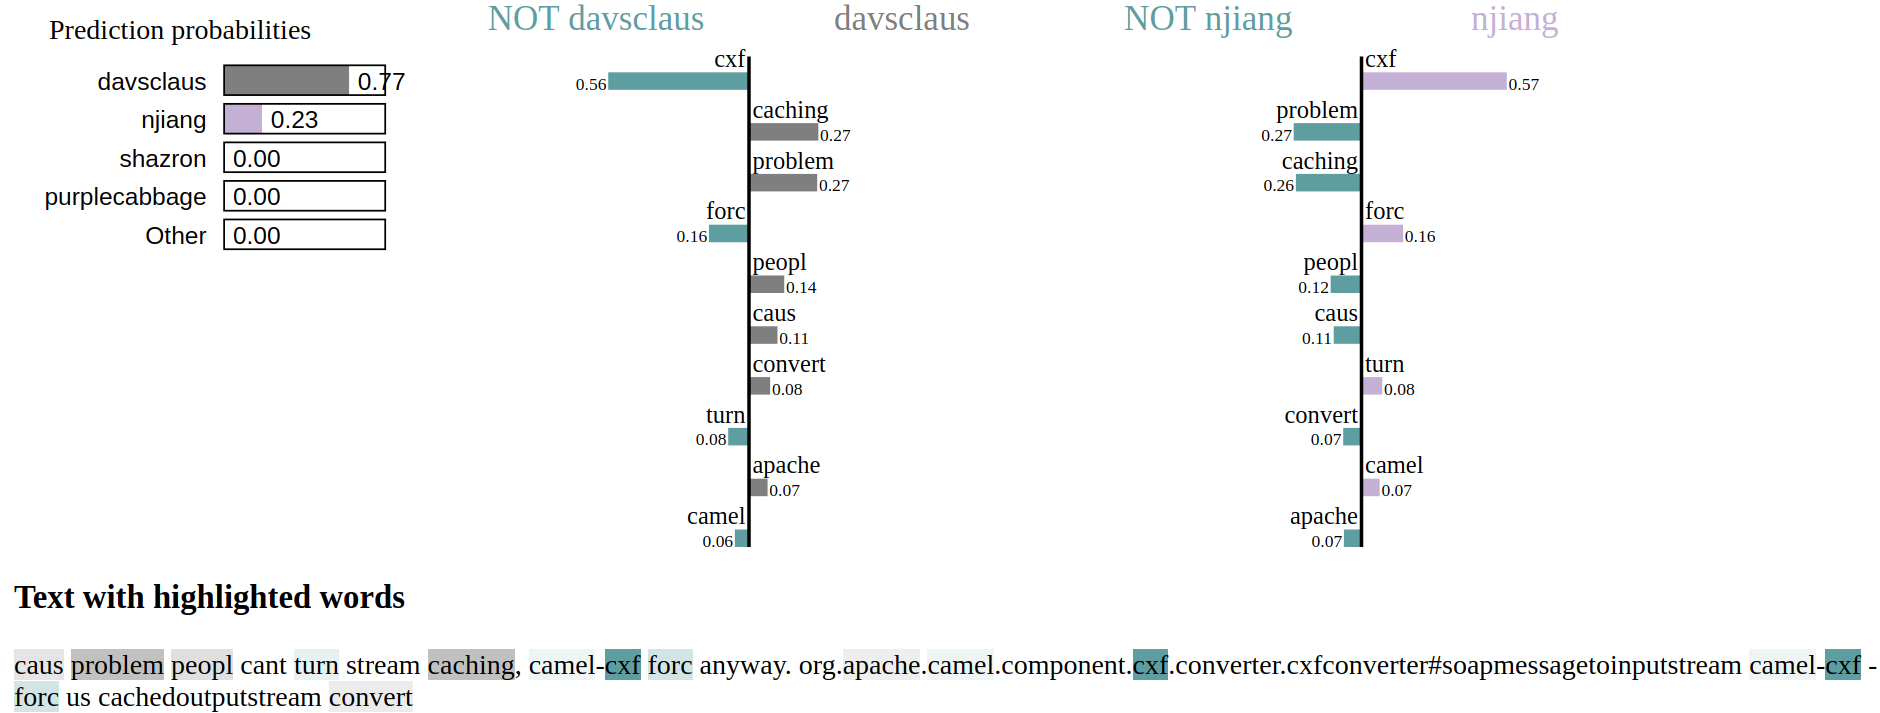 Prediction probabilities
davsclaus 0.77
njiang 0.23
shazron 0.00
purplecabbage 0.00
Other 0.00
NOT davsclaus davsclaus
cxf
0.56
caching
0.27
problem
0.27
forc
0.16
peopl
0.14
caus
0.11
convert
0.08
turn
0.08
apache
0.07
camel
0.06
NOT njiang njiang
cxf
0.57
problem
0.27
caching
0.26
forc
0.16
peopl
0.12
caus
0.11
turn
0.08
convert
0.07
camel
0.07
apache
0.07
Text with highlighted words
caus problem peopl cant turn stream caching, camel-cxf forc anyway. org.apache.camel.component.cxf.converter.cxfconverter#soapmessagetoinputstream camel-cxf -
forc us cachedoutputstream convert